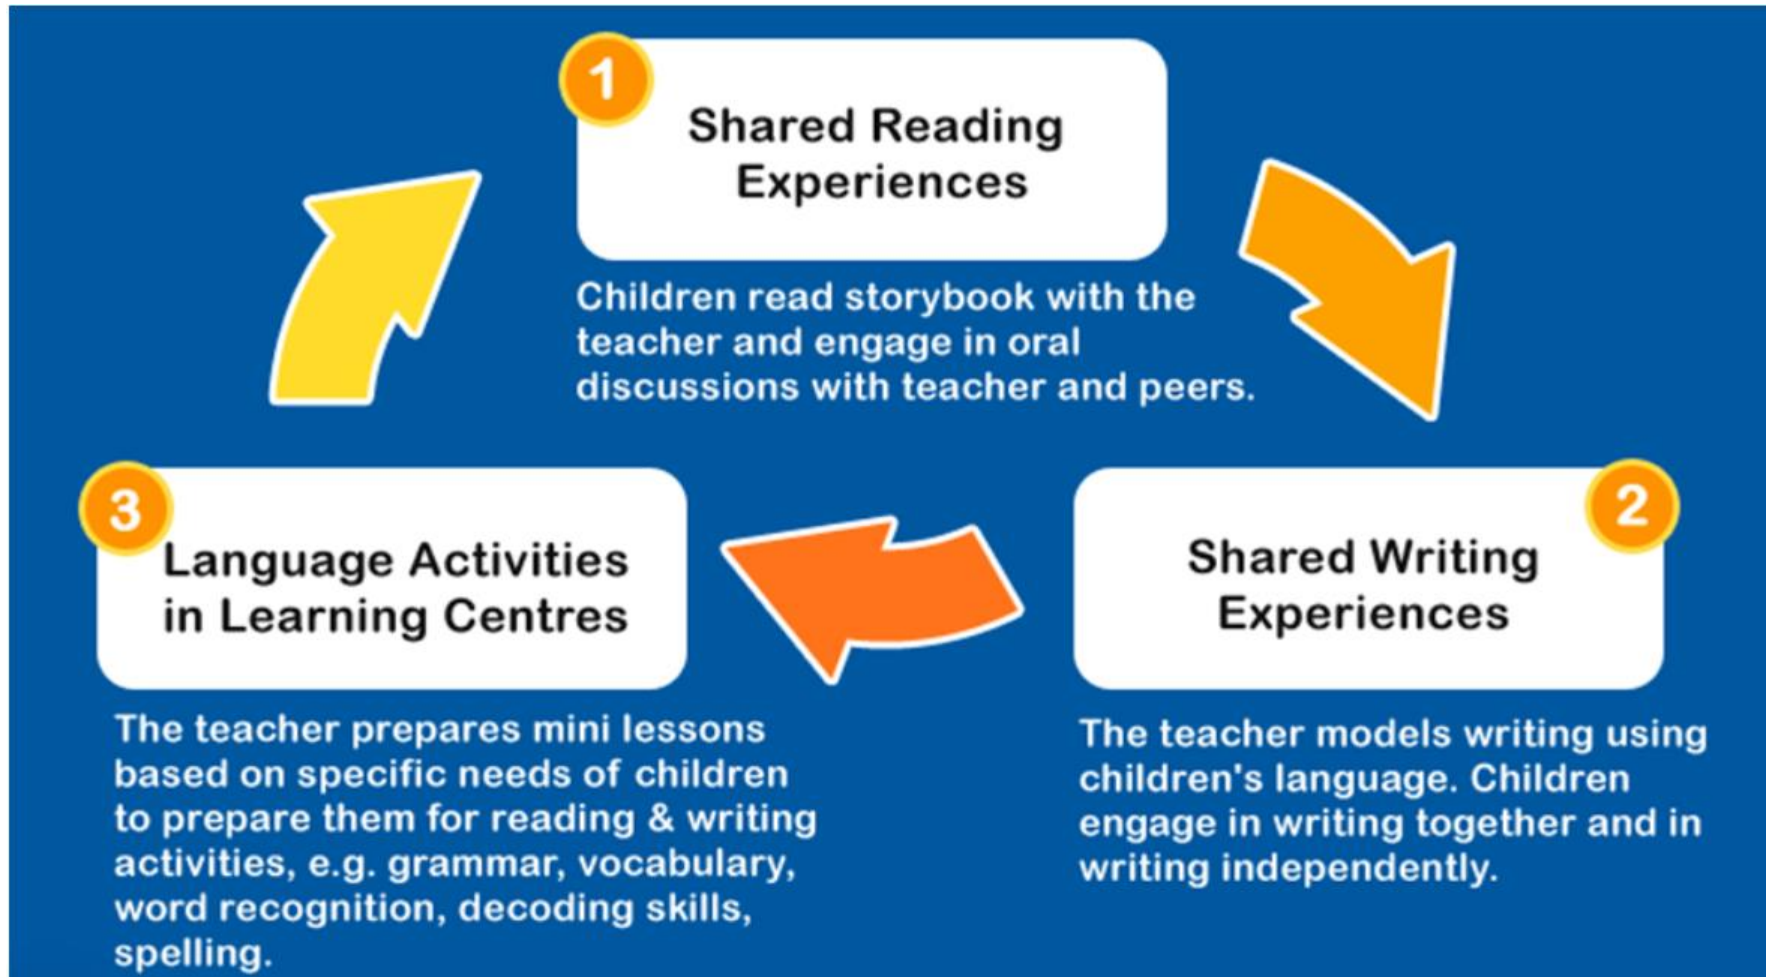 1
Shared Reading
Experiences
Children read storybook with the
teacher and engage in oral
discussions with teacher and peers.
2
Shared Writing
Experiences
The teacher models writing using
children's language. Children
engage in writing together and in
writing independently.
3
Language Activities
in Learning Centres
The teacher prepares mini lessons
based on specific needs of children
to prepare them for reading & writing
activities, e.g. grammar, vocabulary,
word recognition, decoding skills,
spelling.